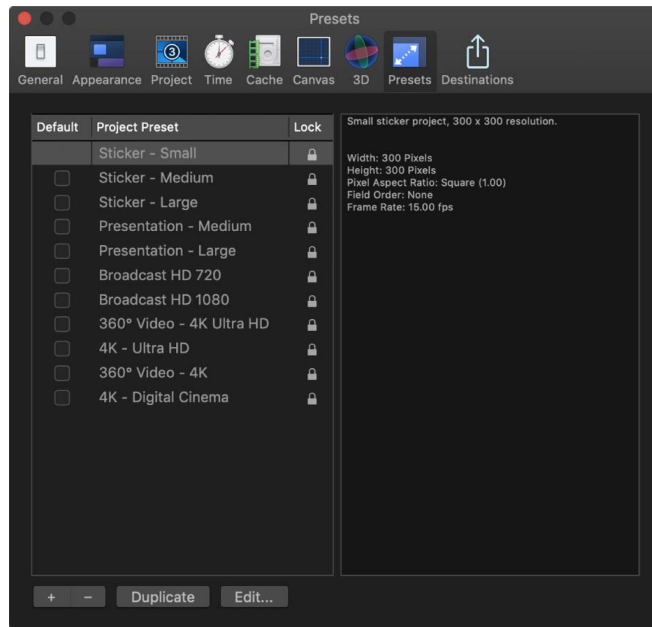 Presets
General Appearance Project Time Cache Canvas 3D Presets Destinations
3
Default Project Preset Lock
Sticker - Small
Sticker - Medium
Sticker - Large
Presentation - Medium
Presentation - Large
Broadcast HD 720
Broadcast HD 1080
360° Video - 4K Ultra HD
4K - Ultra HD
360° Video - 4K
4K - Digital Cinema
Small sticker project, 300 x 300 resolution.
Width: 300 Pixels
Height: 300 Pixels
Pixel Aspect Ratio: Square (1.00)
Field Order: None
Frame Rate: 15.00 fps
+ − Duplicate Edit...